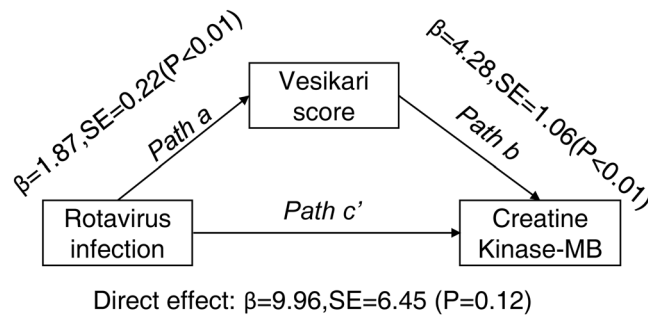 β=1.87,SE=0.22(P<0.01)
β=4.28,SE=1.06(P<0.01)
Vesikari
score
Path a
Path b
Rotavirus
infection
Path c’
Creatine
Kinase-MB
Direct effect: β=9.96,SE=6.45 (P=0.12)